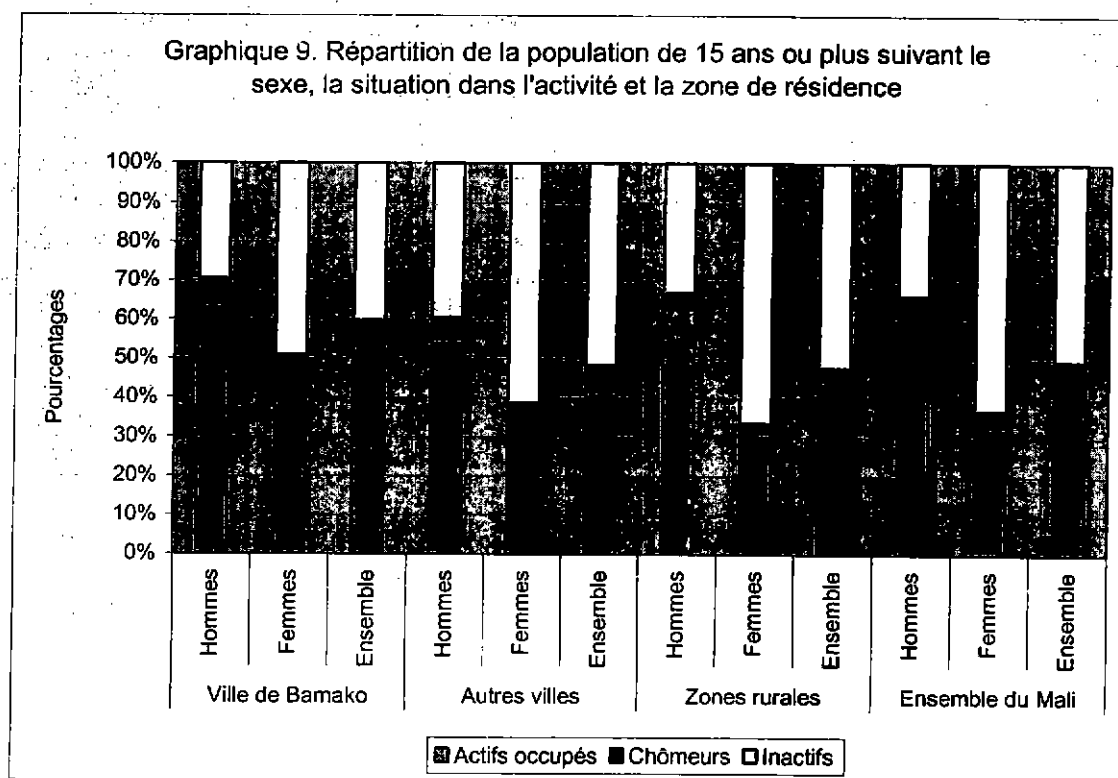 Graphique 9. Répartition de la population de 15 ans ou plus suivant le
sexe, la situation dans l'activité et la zone de résidence
Pourcentages
100%
90%
80%
70%
60%
50%
40%
30%
20%
10%
0%
Hommes
Femmes
Ensemble
Hommes
Femmes
Ensemble
Hommes
Femmes
Ensemble
Hommes
Femmes
Ensemble
Ville de Bamako
Autres villes
Zones rurales
Ensemble du Mali
Actifs occupés
Chômeurs
Inactifs